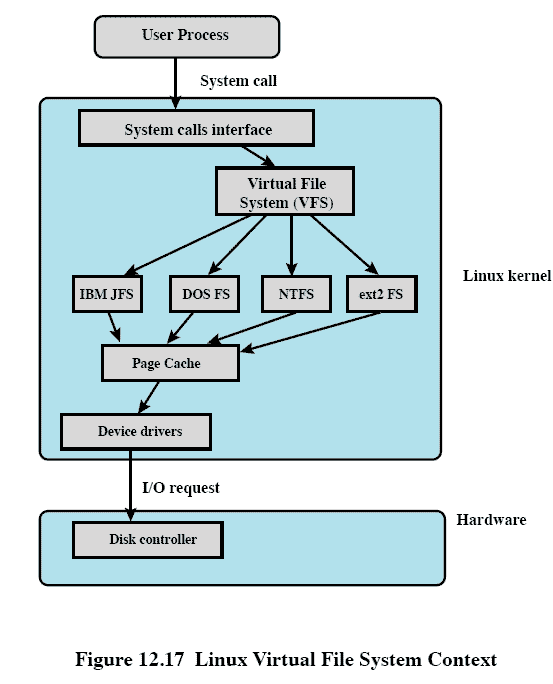 User Process
System call
System calls interface
Virtual File
System (VFS)
Linux kernel
IBM JFS
DOS FS
NTFS
ext2 FS
Page Cache
Device drivers
I/O request
Hardware
Disk controller
Figure 12.17 Linux Virtual File System Context